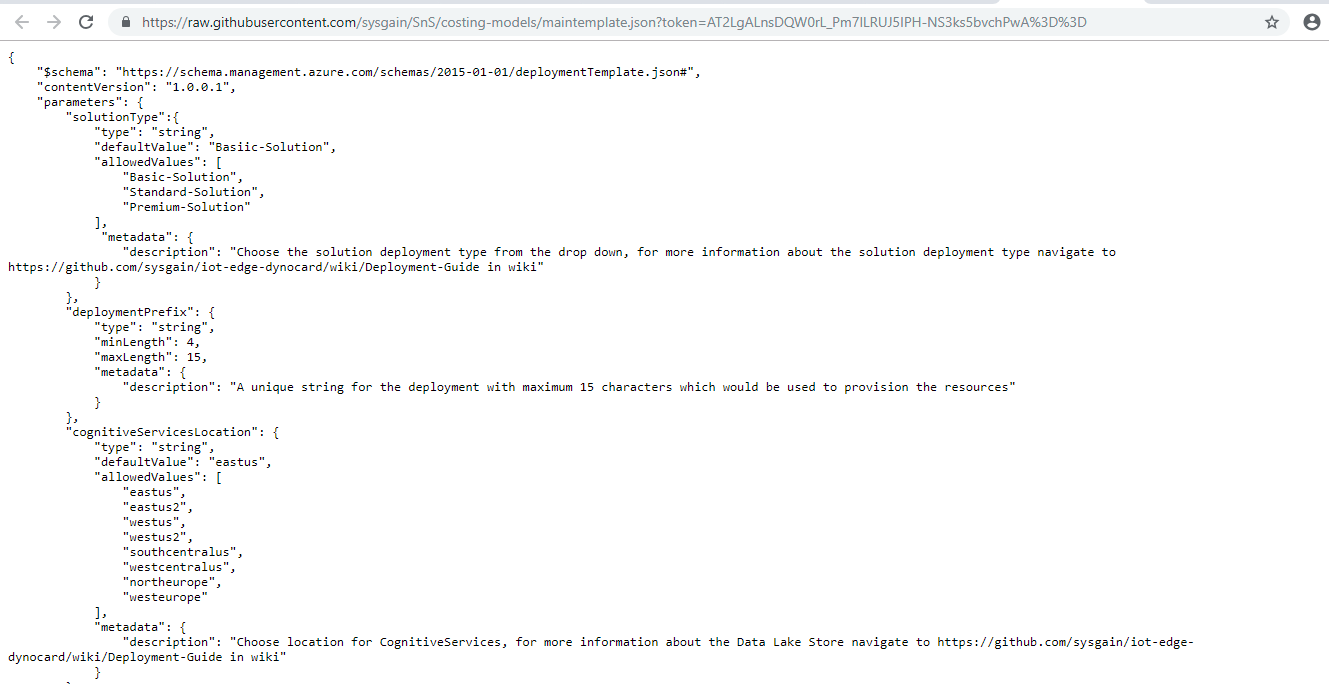 https://raw.githubusercontent.com/sysgain/SnS/costing-models/maintemplate.json?token=AT2LgALnsDQW0rL_Pm7ILRUJ5IPH-NS3ks5bvchPwA%3D%3D
{
    "$schema": "https://schema.management.azure.com/schemas/2015-01-01/deploymentTemplate.json#",
    "contentVersion": "1.0.0.1",
    "parameters": {
        "solutionType":{
            "type": "string",
            "defaultValue": "Basiic-Solution",
            "allowedValues": [
                "Basic-Solution",
                "Standard-Solution",
                "Premium-Solution"
            ],
             "metadata": {
                "description": "Choose the solution deployment type from the drop down, for more information about the solution deployment type navigate to
https://github.com/sysgain/iot-edge-dynocard/wiki/Deployment-Guide in wiki"
            }
        },
        "deploymentPrefix": {
            "type": "string",
            "minLength": 4,
            "maxLength": 15,
            "metadata": {
                "description": "A unique string for the deployment with maximum 15 characters which would be used to provision the resources"
            }
        },
        "cognitiveServicesLocation": {
            "type": "string",
            "defaultValue": "eastus",
            "allowedValues": [
                "eastus",
                "eastus2",
                "westus",
                "westus2",
                "southcentralus",
                "westcentralus",
                "northeurope",
                "westeurope"
            ],
            "metadata": {
                "description": "Choose location for CognitiveServices, for more information about the Data Lake Store navigate to https://github.com/sysgain/iot-edge-
dynocard/wiki/Deployment-Guide in wiki"
            }